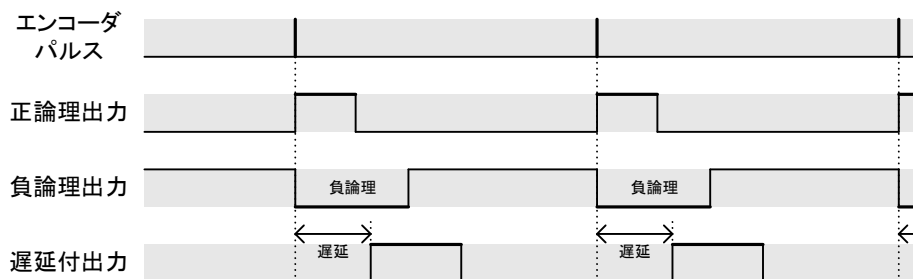 エンコーダ
パルス
正論理出力
負論理出力
負論理
負論理
遅延
遅延
遅延付出力